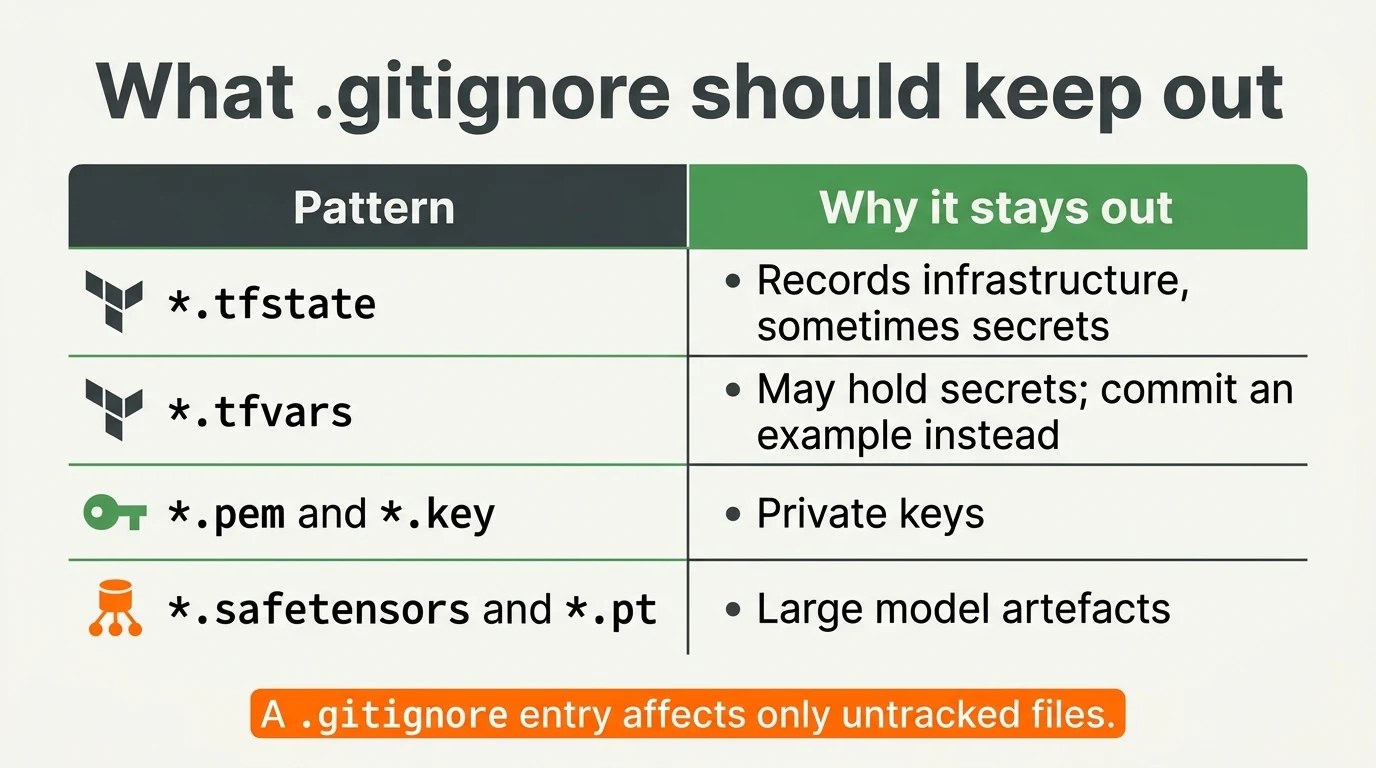 What .gitignore should keep out
Pattern
Why it stays out
*.tfstate
• Records infrastructure,
sometimes secrets
*.tfvars
• May hold secrets; commit an
example instead
*.pem and *.key
• Private keys
*.safetensors and *.pt
• Large model artefacts
A .gitignore entry affects only untracked files.